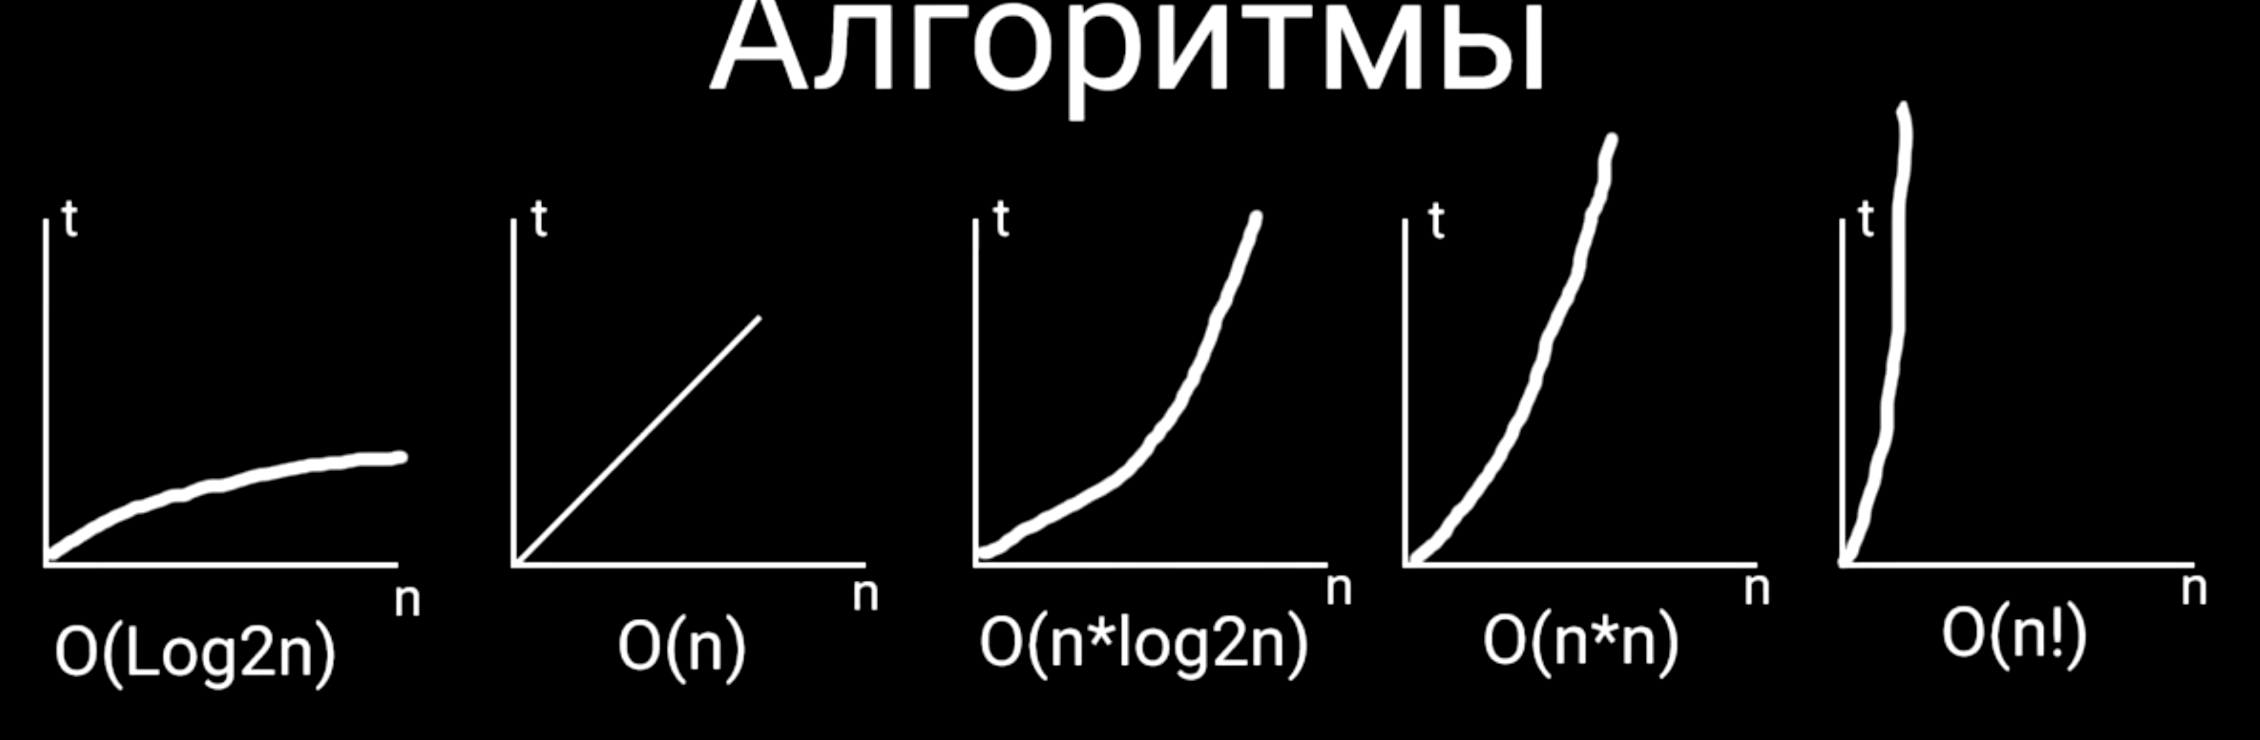 Алгоритмы
t
t
t
t
t
n
n
n
n
n
O(Log2n)
O(n)
O(n*log2n)
O(n*n)
O(n!)